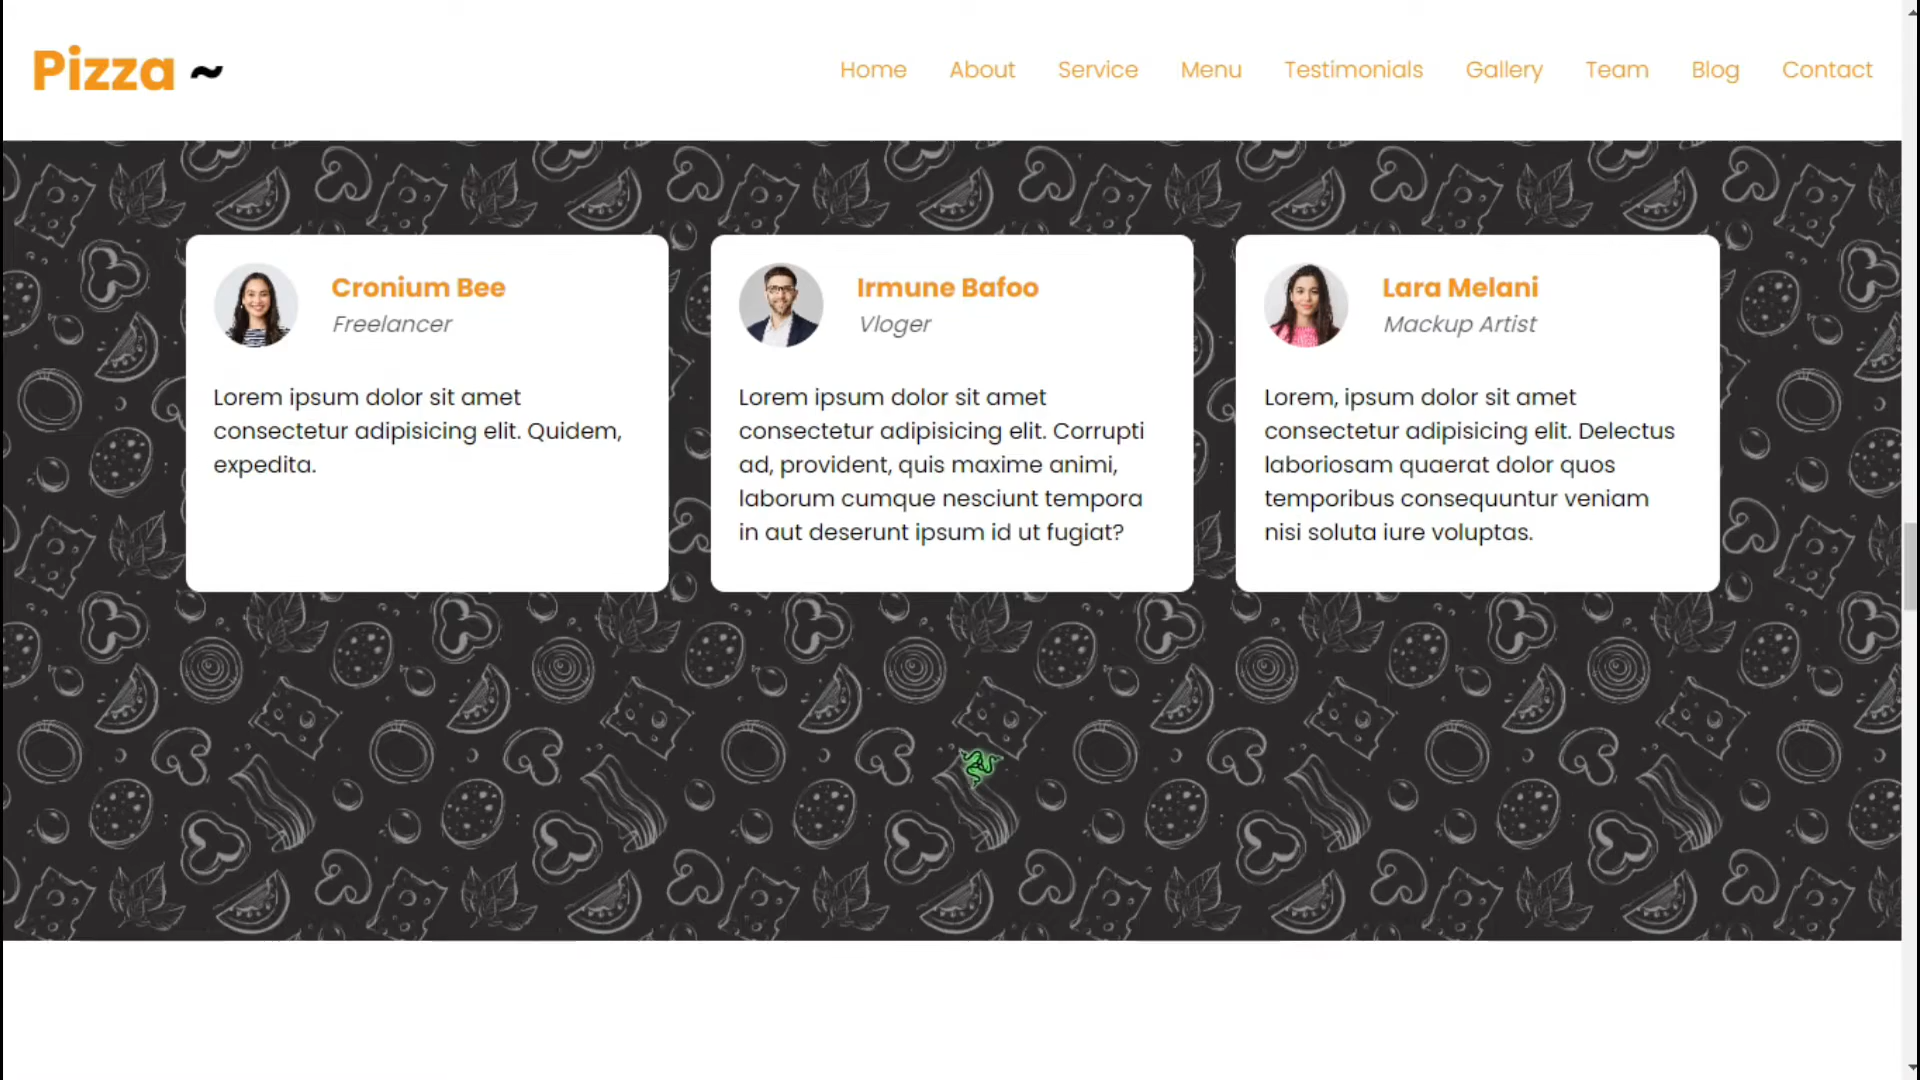 Pizza ~
Home About Service Menu Testimonials Gallery Team Blog Contact
Cronium Bee
Freelancer
Lorem ipsum dolor sit amet
consectetur adipisicing elit. Quidem,
expedita.
Irmune Bafoo
Vloger
Lorem ipsum dolor sit amet
consectetur adipisicing elit. Corrupti
ad, provident, quis maxime animi,
laborum cumque nesciunt tempora
in aut deserunt ipsum id ut fugiat?
Lara Melani
Mackup Artist
Lorem, ipsum dolor sit amet
consectetur adipisicing elit. Delectus
laboriosam quaerat dolor quos
temporibus consequuntur veniam
nisi soluta iure voluptas.